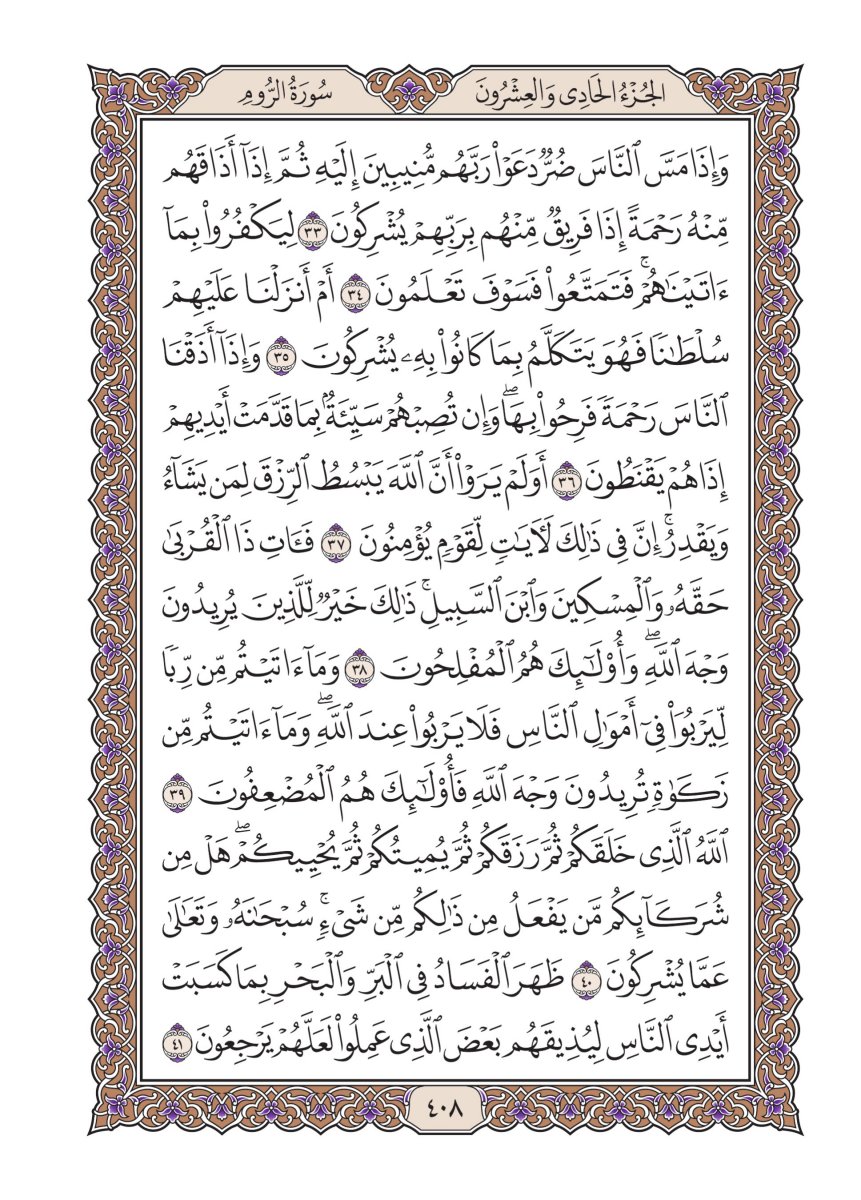 الجُزْءُ الحَادِى وَالعِشْرُونَ سُورَةُ الرُّومِ
وَإِذَا مَسَّ ٱلنَّاسَ ضُرٌّ دَعَوْا۟ رَبَّهُم مُّنِيبِينَ إِلَيْهِ ثُمَّ إِذَآ أَذَاقَهُم
مِّنْهُ رَحْمَةً إِذَا فَرِيقٌ مِّنْهُم بِرَبِّهِمْ يُشْرِكُونَ ٣٣ لِيَكْفُرُوا۟ بِمَآ
ءَاتَيْنَٰهُمْ ۚ فَتَمَتَّعُوا۟ فَسَوْفَ تَعْلَمُونَ ٣٤ أَمْ أَنزَلْنَا عَلَيْهِمْ
سُلْطَٰنًا فَهُوَ يَتَكَلَّمُ بِمَا كَانُوا۟ بِهِۦ يُشْرِكُونَ ٣٥ وَإِذَآ أَذَقْنَا
ٱلنَّاسَ رَحْمَةً فَرِحُوا۟ بِهَا ۖ وَإِن تُصِبْهُمْ سَيِّئَةٌۢ بِمَا قَدَّمَتْ أَيْدِيهِمْ
إِذَا هُمْ يَقْنَطُونَ ٣٦ أَوَلَمْ يَرَوْا۟ أَنَّ ٱللَّهَ يَبْسُطُ ٱلرِّزْقَ لِمَن يَشَآءُ
وَيَقْدِرُ ۚ إِنَّ فِى ذَٰلِكَ لَءَايَٰتٍ لِّقَوْمٍ يُؤْمِنُونَ ٣٧ فَـَٔاتِ ذَا ٱلْقُرْبَىٰ
حَقَّهُۥ وَٱلْمِسْكِينَ وَٱبْنَ ٱلسَّبِيلِ ۚ ذَٰلِكَ خَيْرٌ لِّلَّذِينَ يُرِيدُونَ
وَجْهَ ٱللَّهِ ۖ وَأُو۟لَٰٓئِكَ هُمُ ٱلْمُفْلِحُونَ ٣٨ وَمَآ ءَاتَيْتُم مِّن رِّبًا
لِّيَرْبُوَا۟ فِىٓ أَمْوَٰلِ ٱلنَّاسِ فَلَا يَرْبُوا۟ عِندَ ٱللَّهِ ۖ وَمَآ ءَاتَيْتُم مِّن
زَكَوٰةٍ تُرِيدُونَ وَجْهَ ٱللَّهِ فَأُو۟لَٰٓئِكَ هُمُ ٱلْمُضْعِفُونَ ٣٩
ٱللَّهُ ٱلَّذِى خَلَقَكُمْ ثُمَّ رَزَقَكُمْ ثُمَّ يُمِيتُكُمْ ثُمَّ يُحْيِيكُمْ ۖ هَلْ مِن
شُرَكَآئِكُم مَّن يَفْعَلُ مِن ذَٰلِكُم مِّن شَىْءٍ ۚ سُبْحَٰنَهُۥ وَتَعَٰلَىٰ
عَمَّا يُشْرِكُونَ ٤٠ ظَهَرَ ٱلْفَسَادُ فِى ٱلْبَرِّ وَٱلْبَحْرِ بِمَا كَسَبَتْ
أَيْدِى ٱلنَّاسِ لِيُذِيقَهُم بَعْضَ ٱلَّذِى عَمِلُوا۟ لَعَلَّهُمْ يَرْجِعُونَ ٤١
٤٠٨